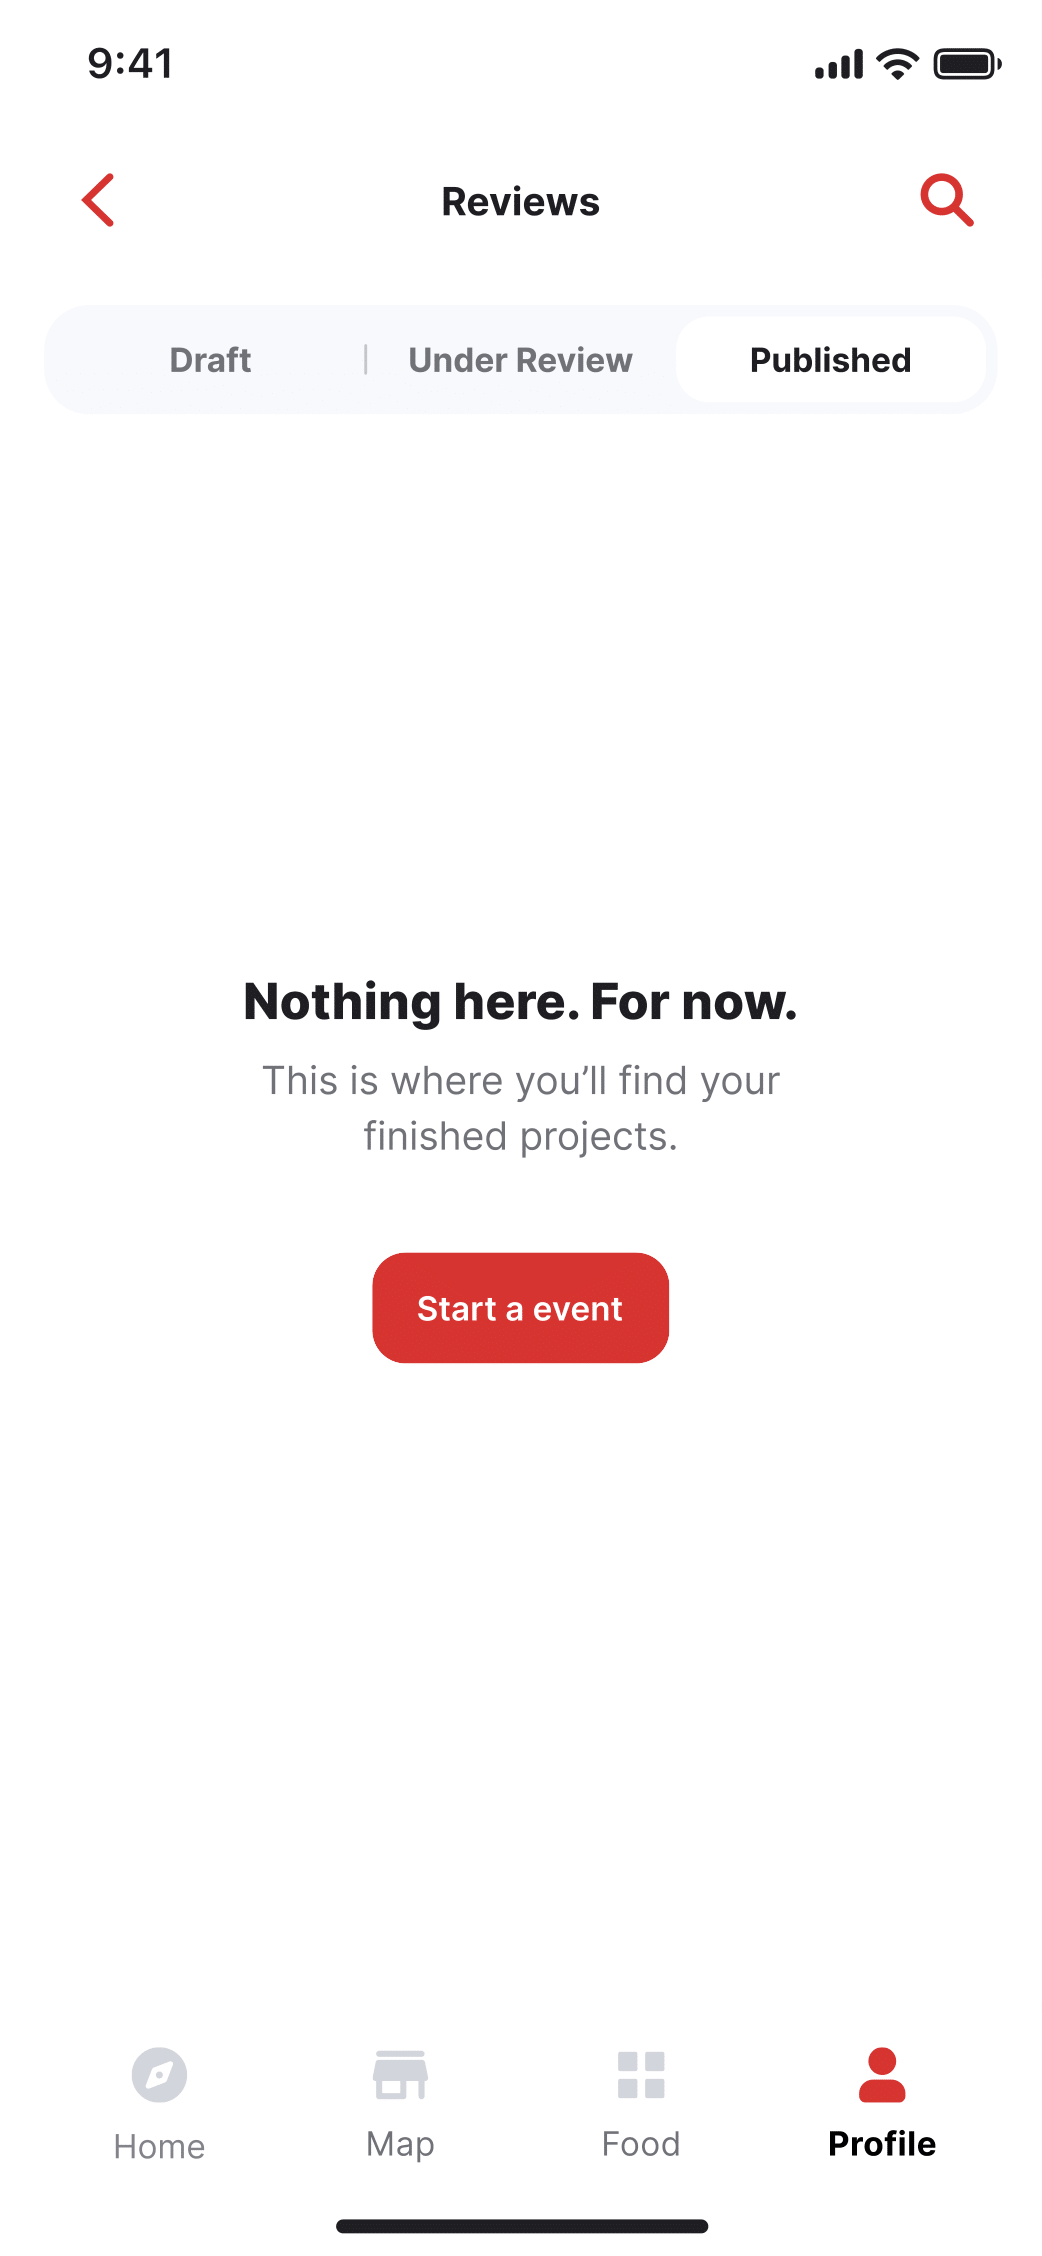 9:41
Reviews
Draft
Under Review
Published
Nothing here. For now.
This is where you’ll find your
finished projects.
Start a event
Home
Map
Food
Profile